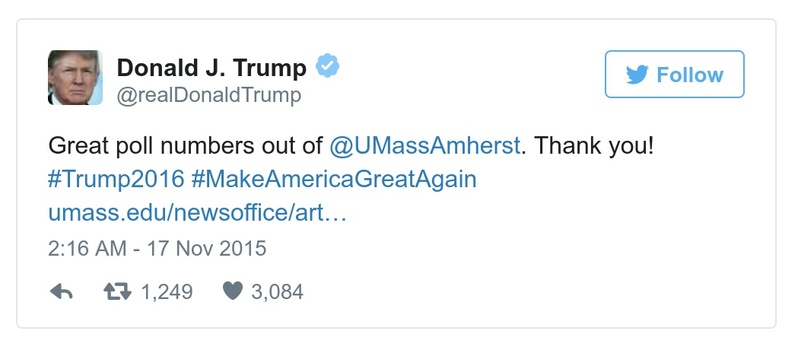 Donald J. Trump
@realDonaldTrump
Follow
Great poll numbers out of @UMassAmherst. Thank you!
#Trump2016 #MakeAmericaGreatAgain
umass.edu/newsoffice/art…
2:16 AM - 17 Nov 2015
1,249 3,084